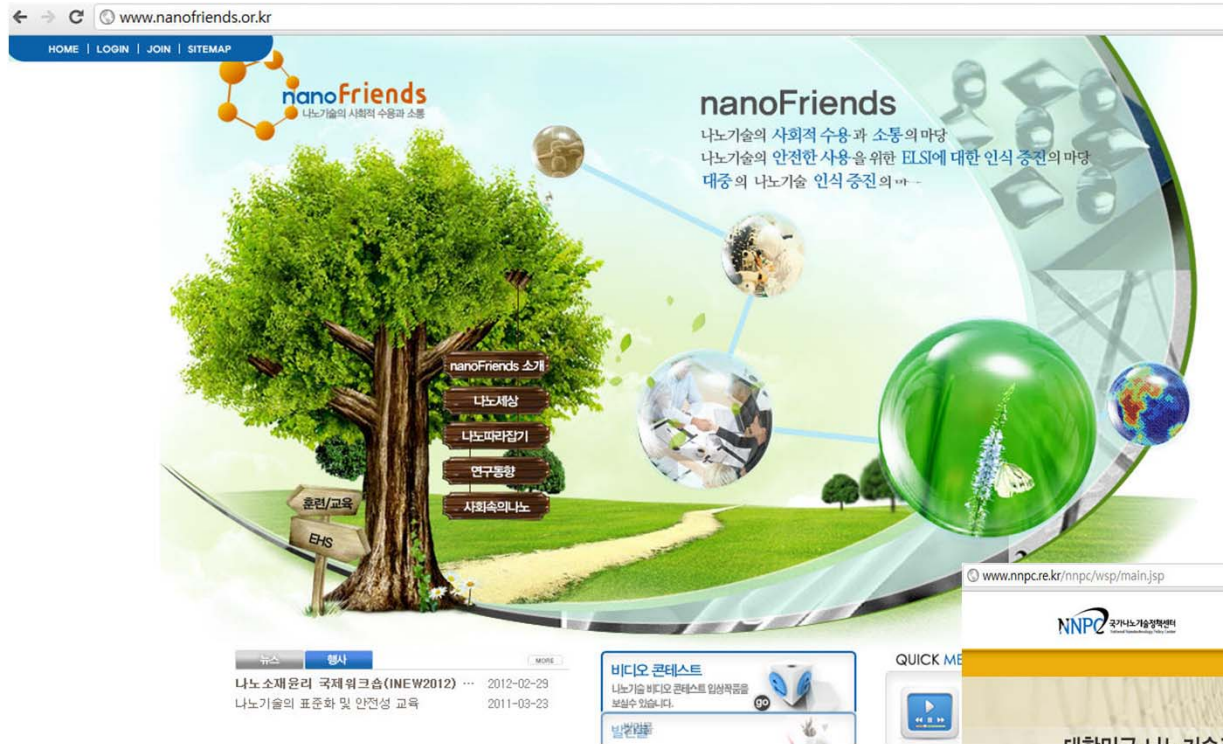 www.nanofriends.or.kr
HOME | LOGIN | JOIN | SITEMAP
nanoFriends
나노기술의 사회적 수용과 소통
nanoFriends
나노기술의 사회적 수용과 소통의 마당
나노기술의 안전한 사용을 위한 ELSI에 대한 인식 증진의 마당
대중의 나노기술 인식 증진의
nanoFriends 소개
나노세상
나노따라잡기
연구동향
사회속의나노
훈련/교육
EHS
www.nnpc.re.kr/nnpc/wsp/main.jsp
NNPC 국가나노기술정책센터
National Nanotechnology Policy Center
뉴스 행사 MORE
나노소재윤리 국제워크숍(INEW2012) ··· 2012-02-29
나노기술의 표준화 및 안전성 교육 2011-03-23
비디오 콘테스트
나노기술 비디오 콘테스트 입상작품을
보실수 있습니다.
go
QUICK ME